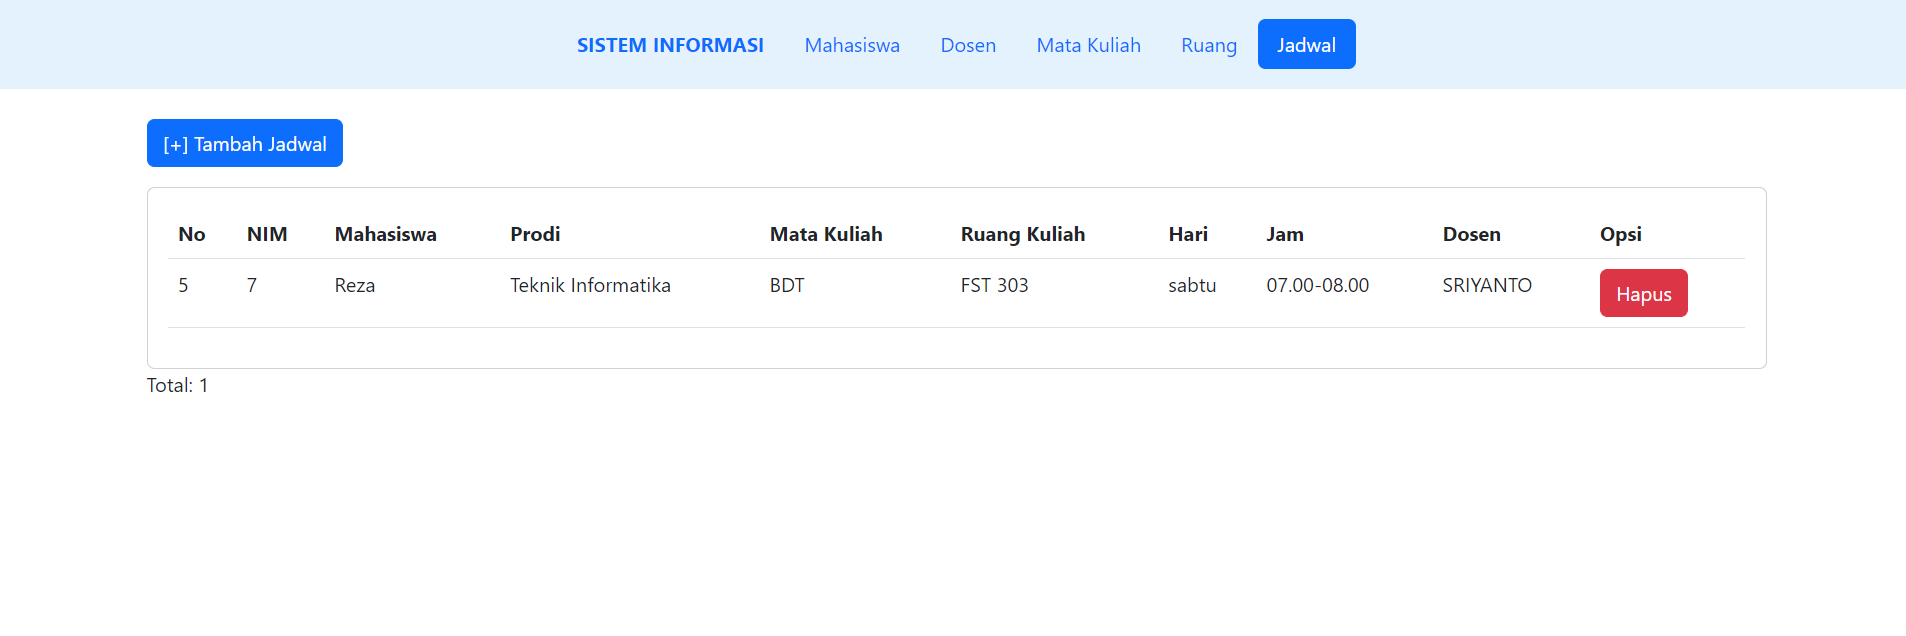 SISTEM INFORMASI Mahasiswa Dosen Mata Kuliah Ruang Jadwal
[+] Tambah Jadwal
No NIM Mahasiswa Prodi Mata Kuliah Ruang Kuliah Hari Jam Dosen Opsi
5 7 Reza Teknik Informatika BDT FST 303 sabtu 07.00-08.00 SRIYANTO Hapus
Total: 1